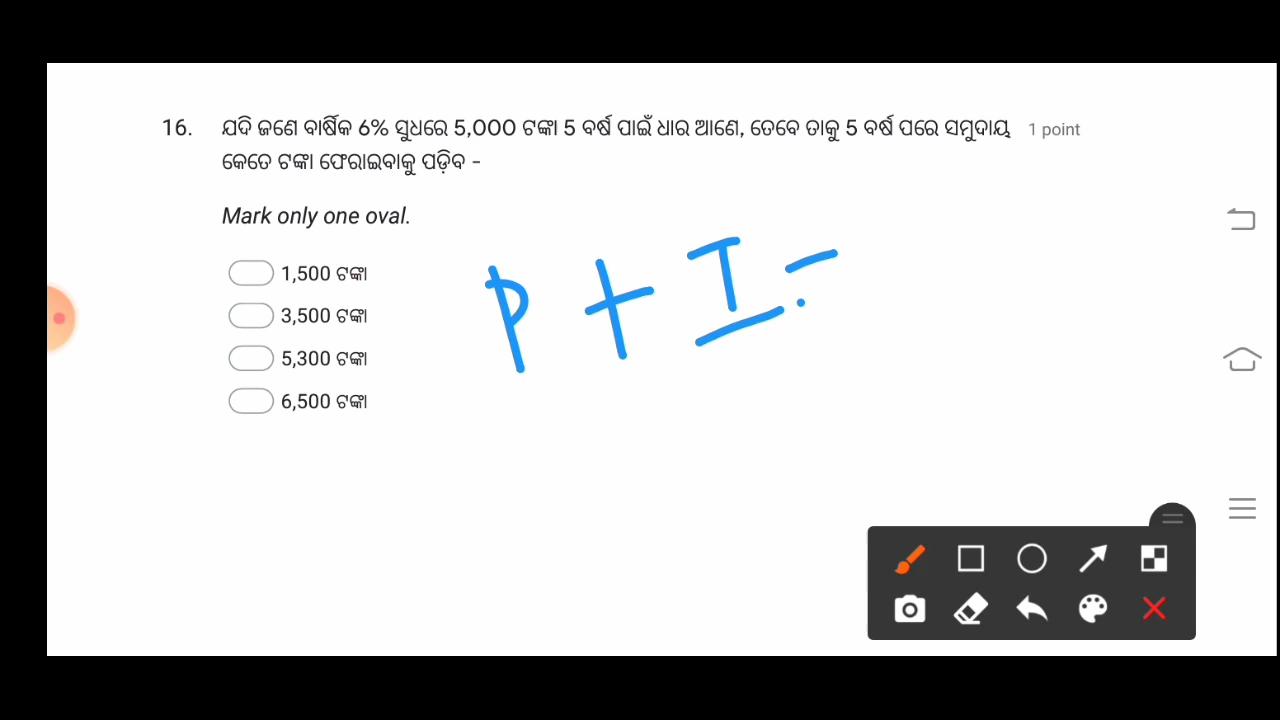 16. ଯଦି ଜଣେ ବାର୍ଷିକ 6% ସୁଧରେ 5,000 ଟଙ୍କା 5 ବର୍ଷ ପାଇଁ ଧାର ଆଣେ, ତେବେ ତାକୁ 5 ବର୍ଷ ପରେ ସମୁଦାୟ 1 point
କେତେ ଟଙ୍କା ଫେରାଇବାକୁ ପଡ଼ିବ -
Mark only one oval.
1,500 ଟଙ୍କା
3,500 ଟଙ୍କା
5,300 ଟଙ୍କା
6,500 ଟଙ୍କା
P + I =